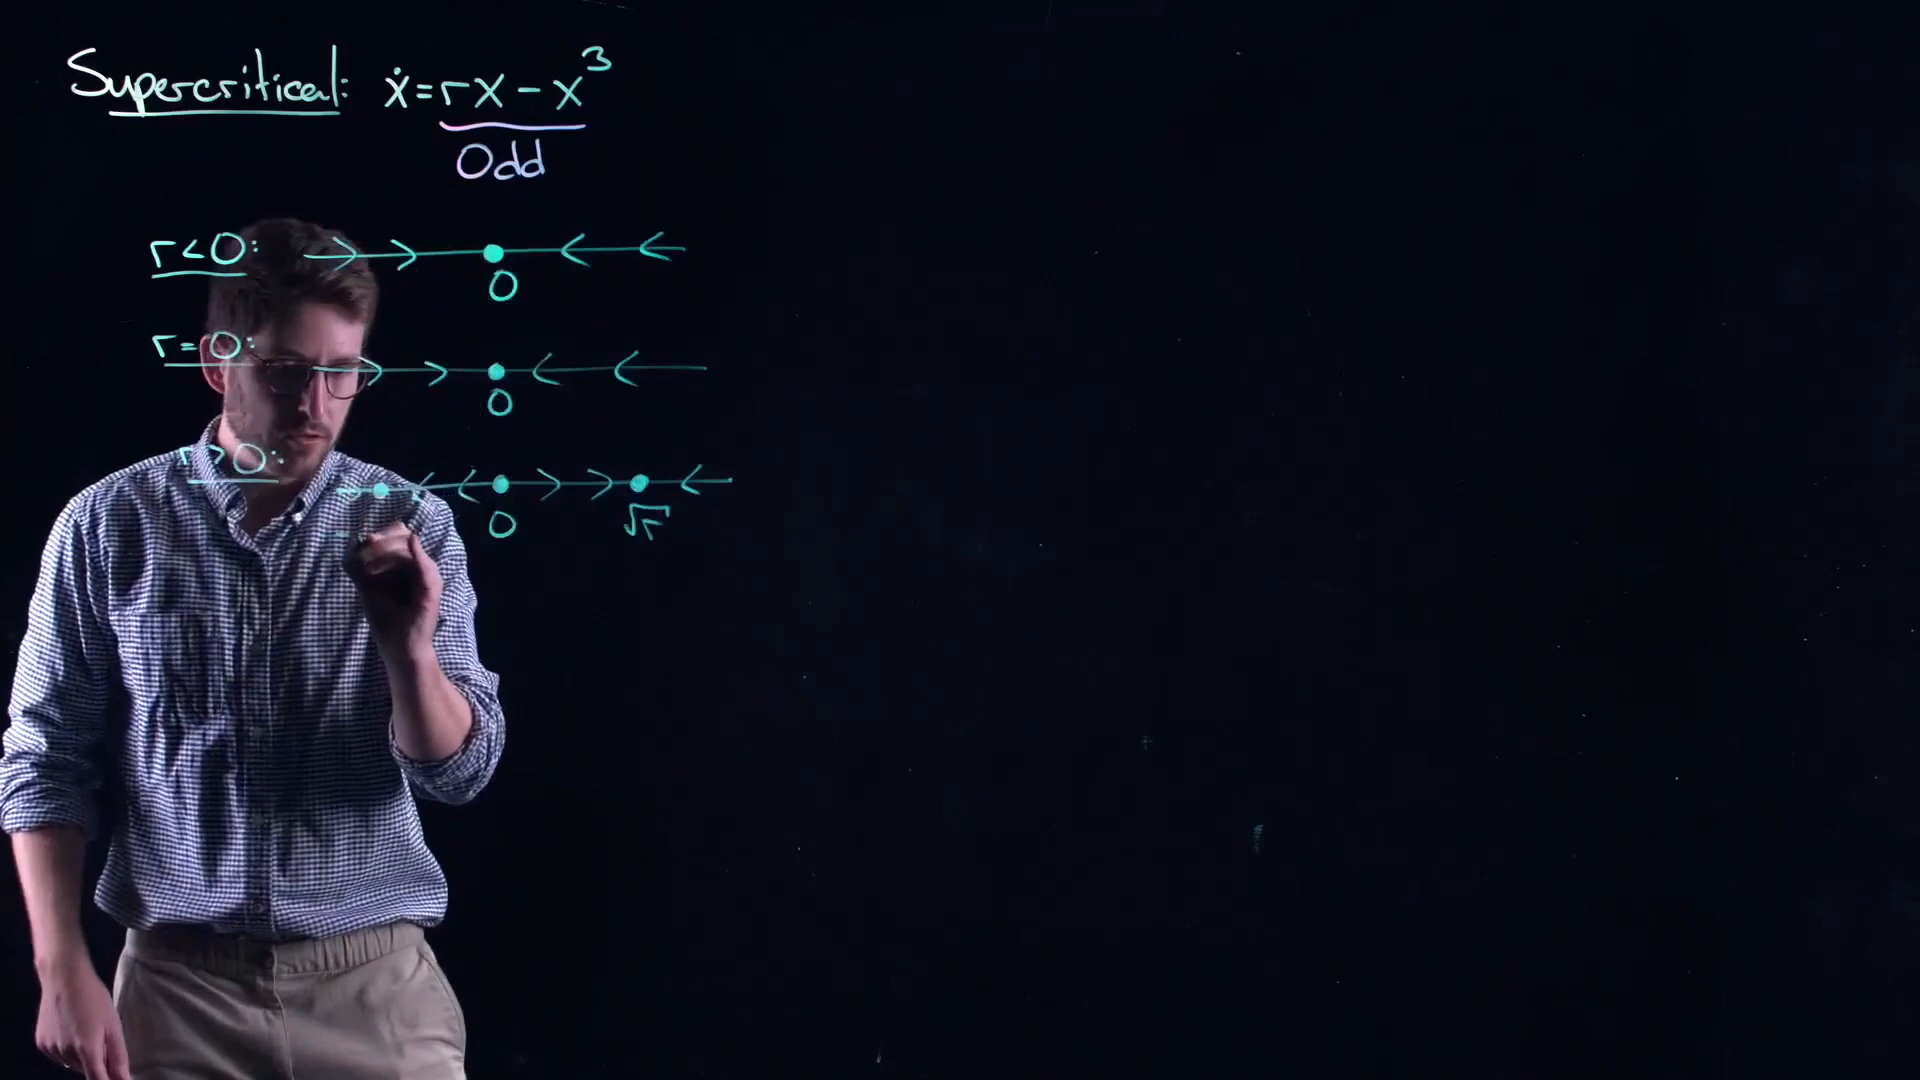 Supercritical: ẋ = rx - x³
Odd
r<0:
0
r=0:
0
r>0:
0 √r